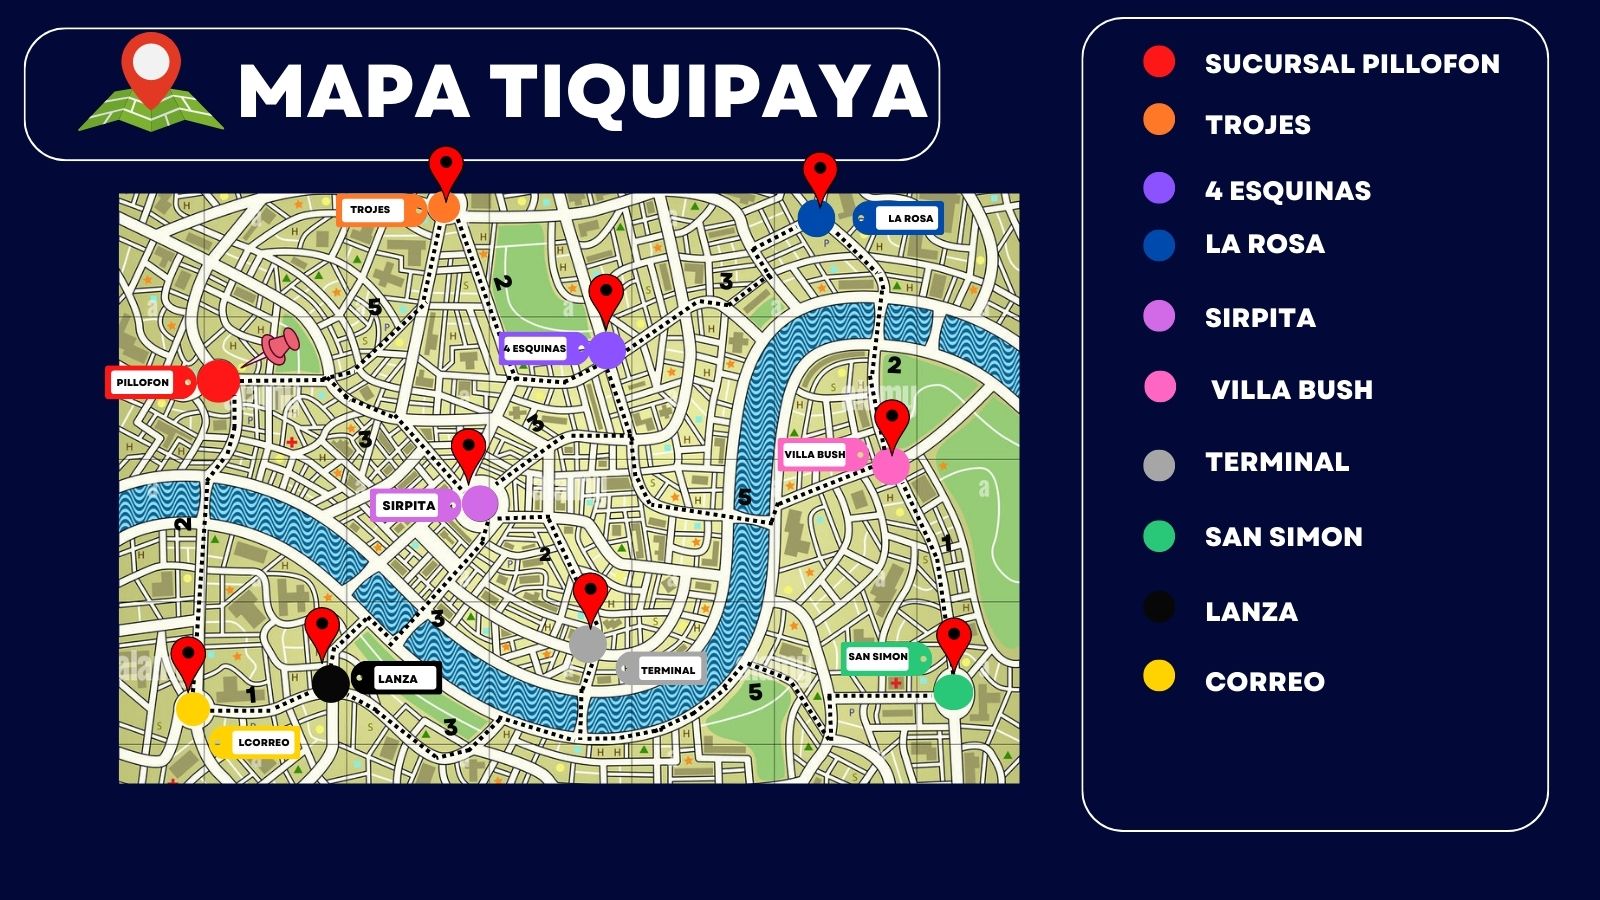 MAPA TIQUIPAYA
TROJES
LA ROSA
2
3
5
4 ESQUINAS
2
PILLOFON
3
3
VILLA BUSH
5
SIRPITA
2
2
1
3
SAN SIMON
TERMINAL
LANZA
1
5
3
LCORREO
SUCURSAL PILLOFON
TROJES
4 ESQUINAS
LA ROSA
SIRPITA
VILLA BUSH
TERMINAL
SAN SIMON
LANZA
CORREO